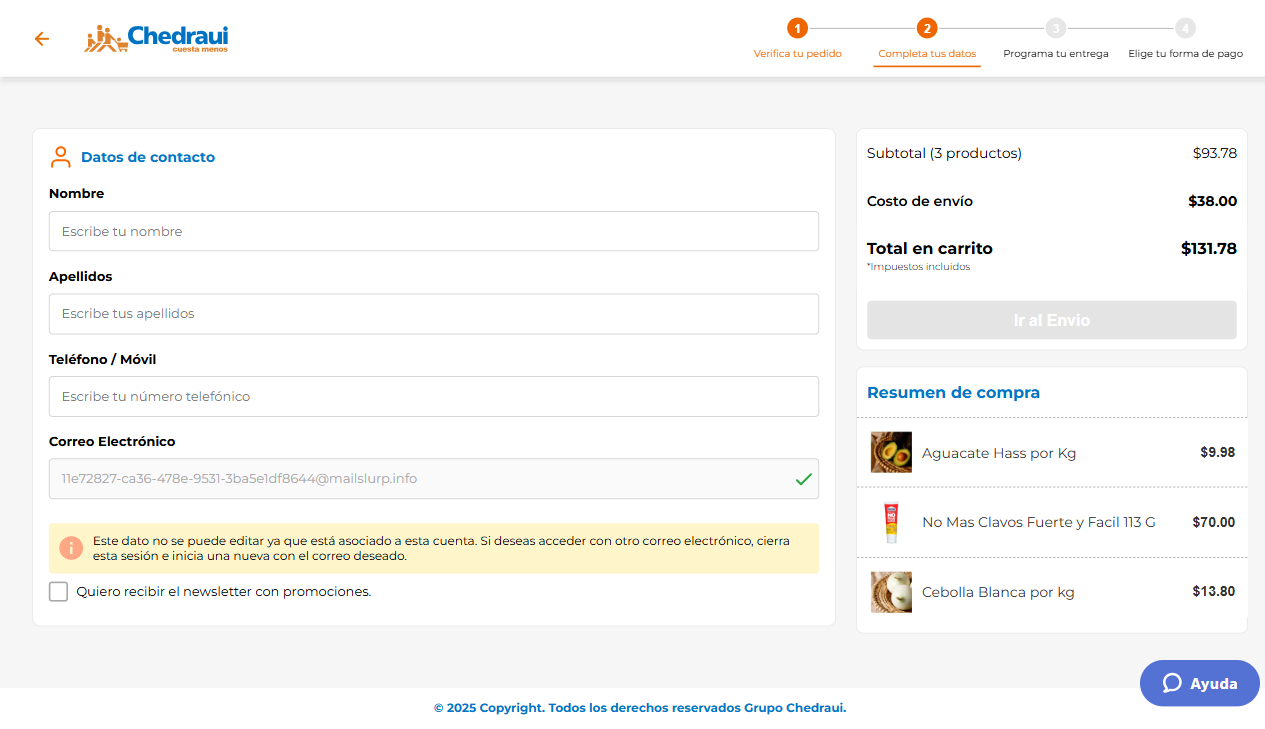 Chedraui
cuesta menos
1
2
3
4
Verifica tu pedido
Completa tus datos
Programa tu entrega
Elige tu forma de pago
Datos de contacto
Nombre
Escribe tu nombre
Apellidos
Escribe tus apellidos
Teléfono / Móvil
Escribe tu número telefónico
Correo Electrónico
11e72827-ca36-478e-9531-3ba5e1df8644@mailslurp.info
Este dato no se puede editar ya que está asociado a esta cuenta. Si deseas acceder con otro correo electrónico, cierra
esta sesión e inicia una nueva con el correo deseado.
Quiero recibir el newsletter con promociones.
Subtotal (3 productos) $93.78
Costo de envío $38.00
Total en carrito $131.78
*Impuestos incluidos
Ir al Envio
Resumen de compra
Aguacate Hass por Kg $9.98
No Mas Clavos Fuerte y Facil 113 G $70.00
Cebolla Blanca por kg $13.80
Ayuda
© 2025 Copyright. Todos los derechos reservados Grupo Chedraui.